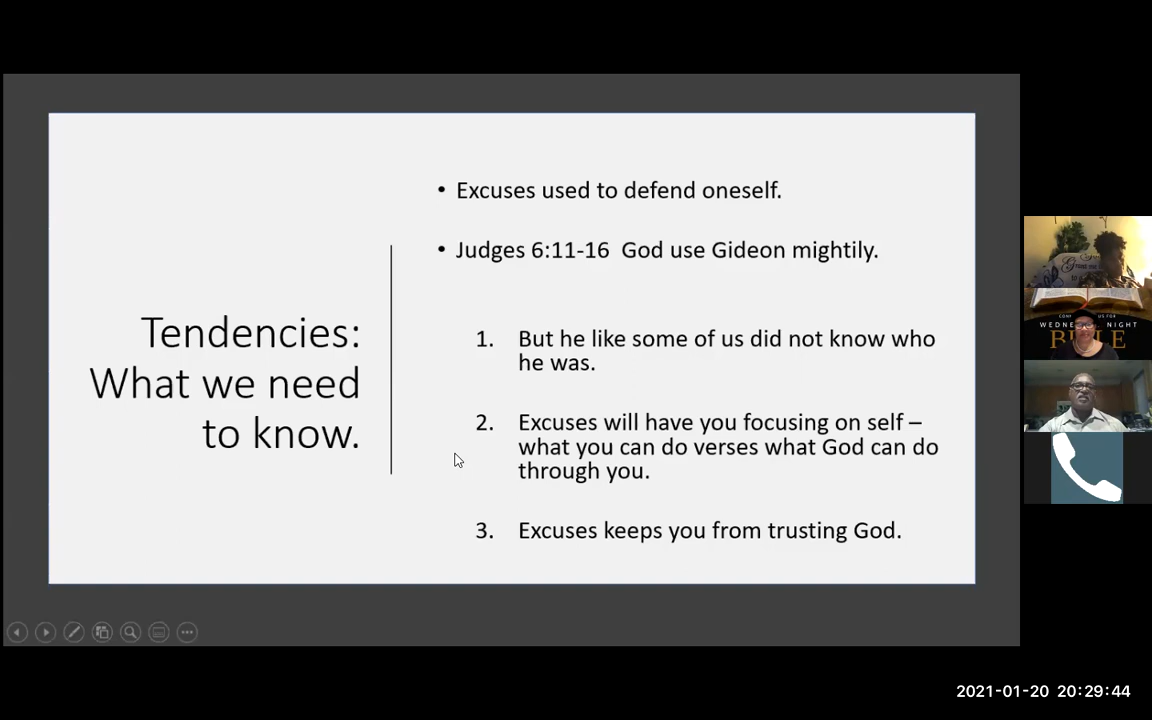 Tendencies:
What we need
to know.
• Excuses used to defend oneself.
• Judges 6:11-16  God use Gideon mightily.
1. But he like some of us did not know who
he was.
2. Excuses will have you focusing on self –
what you can do verses what God can do
through you.
3. Excuses keeps you from trusting God.
WEDNE NIGHT
2021-01-20 20:29:44